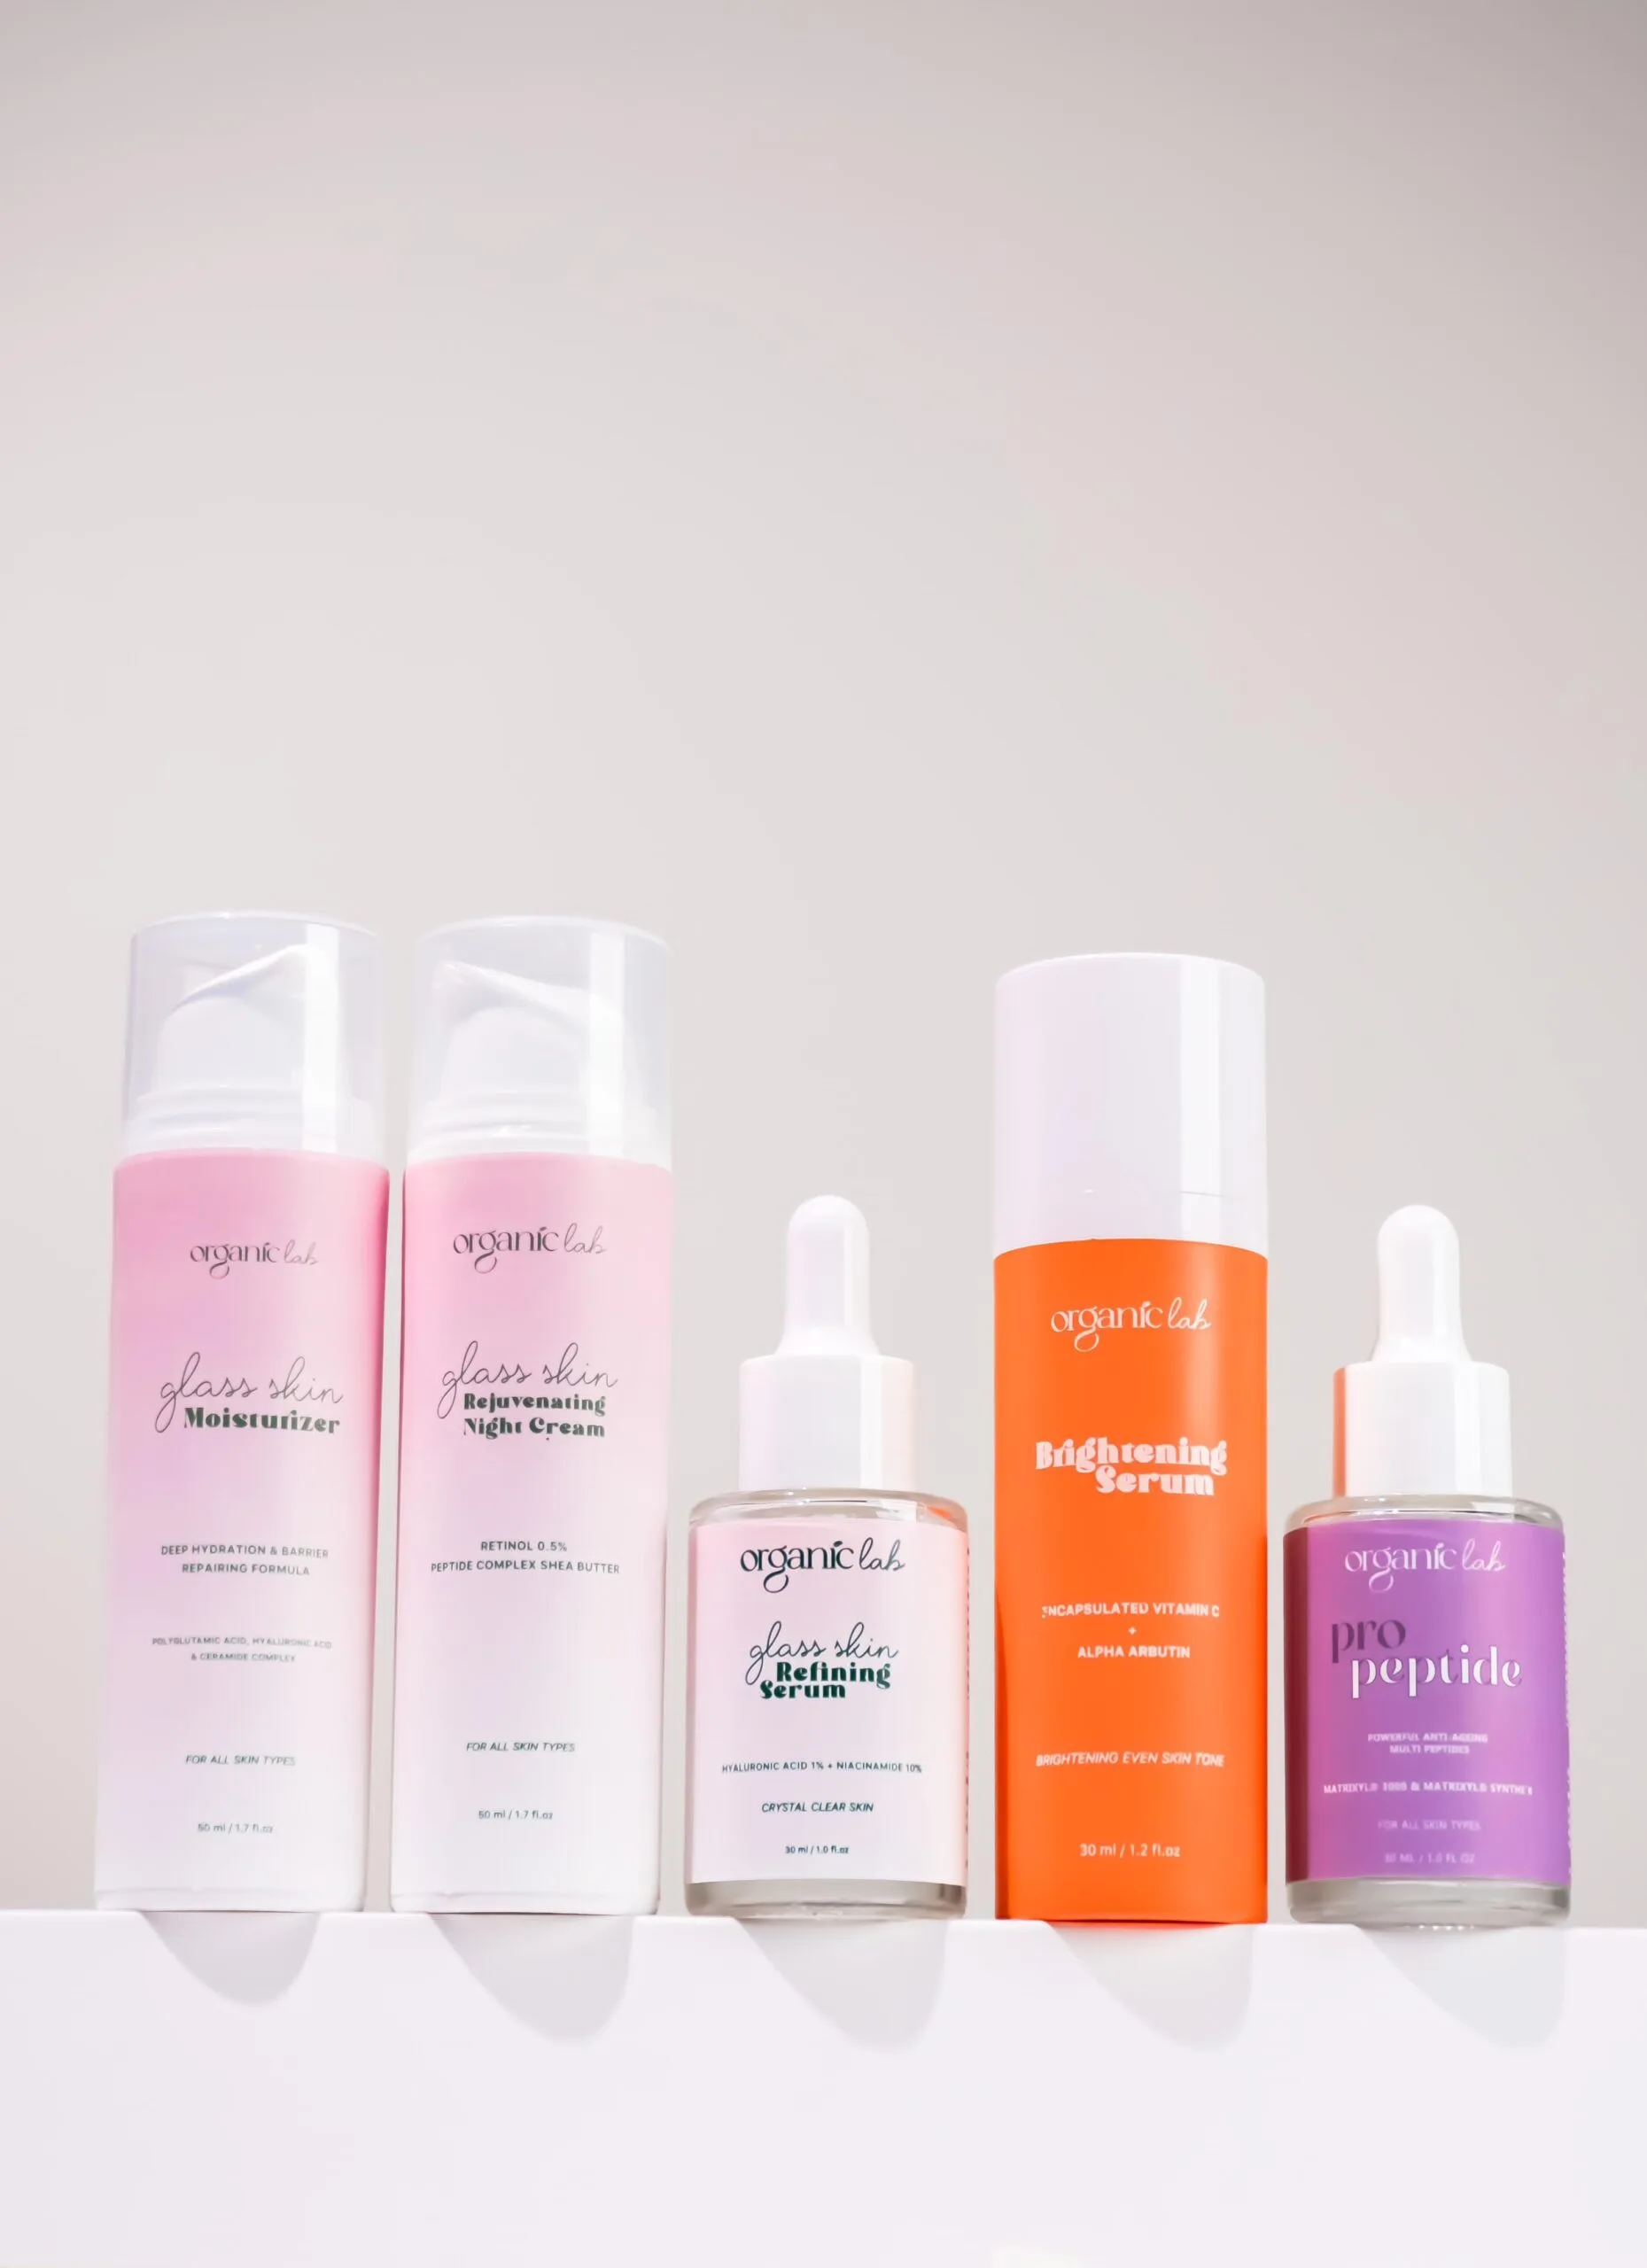 organic lab
glass skin
Moisturizer
DEEP HYDRATION & BARRIER
REPAIRING FORMULA
POLYGLUTAMIC ACID, HYALURONIC ACID
& CERAMIDE COMPLEX
FOR ALL SKIN TYPES
50 ml / 1.7 fl.oz
organic lab
glass skin
Rejuvenating
Night Cream
RETINOL 0.5%
PEPTIDE COMPLEX SHEA BUTTER
FOR ALL SKIN TYPES
50 ml / 1.7 fl.oz
organic lab
glass skin
Refining
Serum
HYALURONIC ACID 1% + NIACINAMIDE 10%
CRYSTAL CLEAR SKIN
30 ml / 1.0 fl.oz
organic lab
Brightening
Serum
ENCAPSULATED VITAMIN C
+
ALPHA ARBUTIN
BRIGHTENING EVEN SKIN TONE
30 ml / 1.2 fl.oz
organic lab
pro
peptide
POWERFUL ANTI-AGEING
MULTI PEPTIDES
MATRIXYL® & MATRIXYL®
FOR ALL SKIN TYPES
30 ML / 1.0 FL OZ